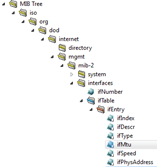 MIB Tree
iso
org
dod
internet
directory
mgmt
mib-2
system
interfaces
ifNumber
ifTable
ifEntry
ifIndex
ifDescr
ifType
ifMtu
ifSpeed
ifPhysAddress